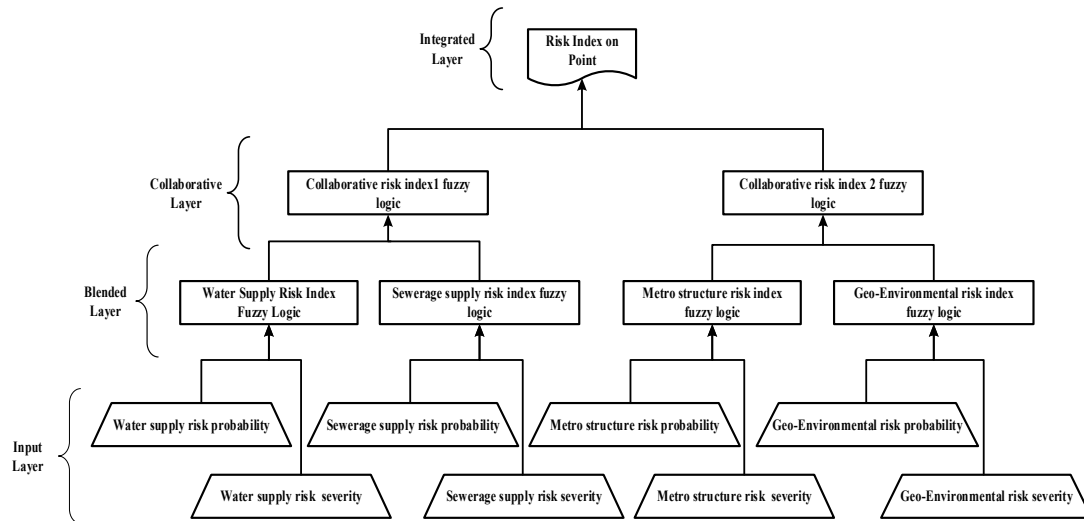 Integrated
Layer
Risk Index on
Point
Collaborative
Layer
Collaborative risk index1 fuzzy
logic
Collaborative risk index 2 fuzzy
logic
Blended
Layer
Water Supply Risk Index
Fuzzy Logic
Sewerage supply risk index fuzzy
logic
Metro structure risk index
fuzzy logic
Geo-Environmental risk index
fuzzy logic
Input
Layer
Water supply risk probability
Sewerage supply risk probability
Metro structure risk probability
Geo-Environmental risk probability
Water supply risk severity
Sewerage supply risk severity
Metro structure risk severity
Geo-Environmental risk severity